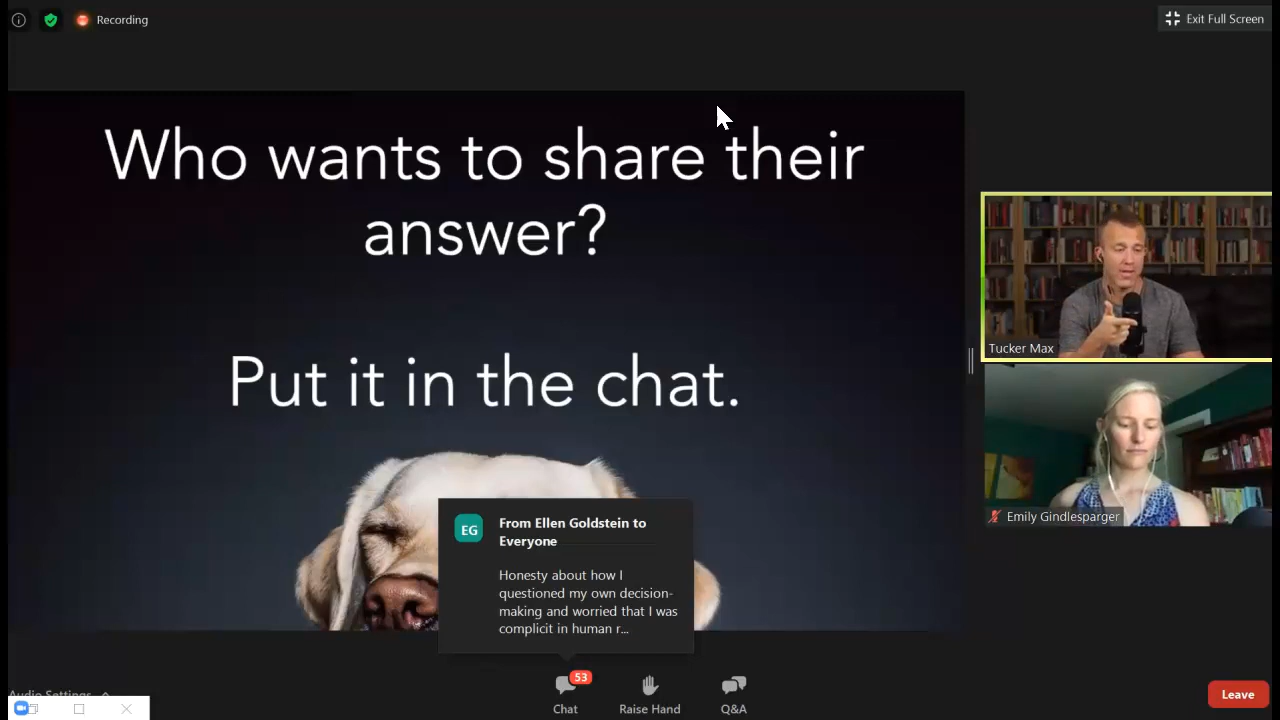 Recording
Exit Full Screen
Who wants to share their
answer?
Put it in the chat.
Tucker Max
Emily Gindlesparger
EG
From Ellen Goldstein to
Everyone
Honesty about how I
questioned my own decision-
making and worried that I was
complicit in human r...
Audio Settings
53
Chat
Raise Hand
Q&A
Leave